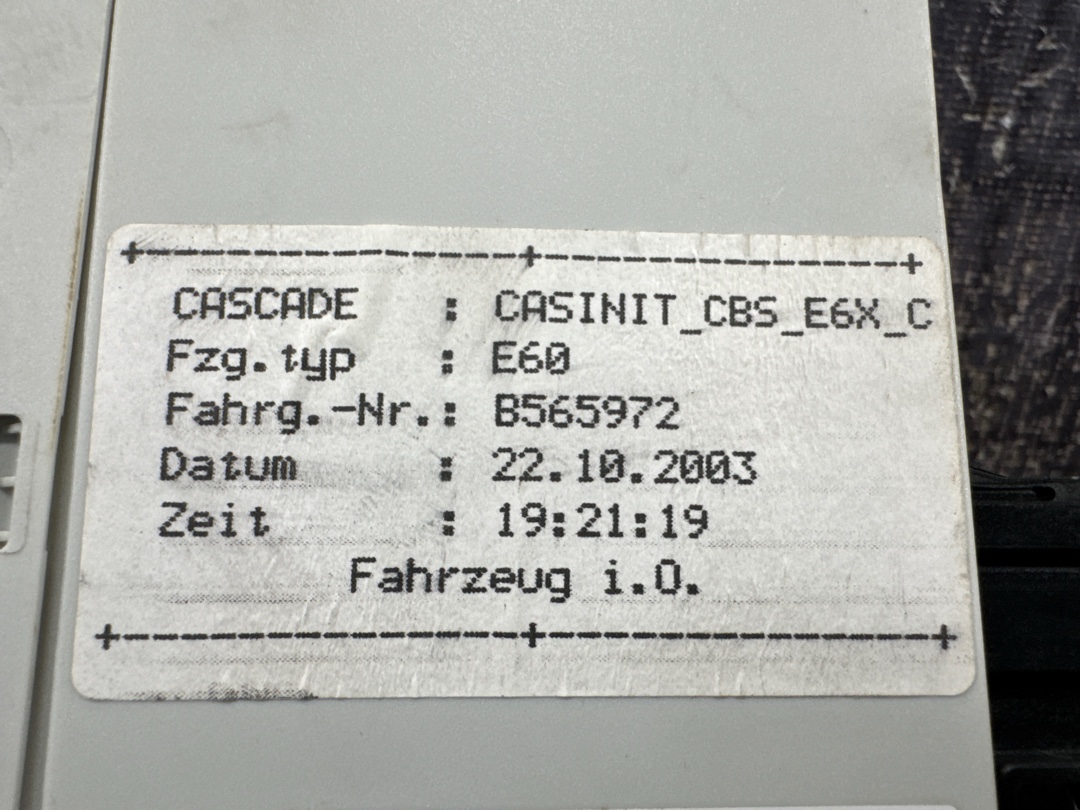 +---------------+---------------+
CASCADE : CASINIT_CBS_E6X_C
Fzg.typ : E60
Fahrg.-Nr.: B565972
Datum : 22.10.2003
Zeit : 19:21:19
Fahrzeug i.O.
+---------------+---------------+